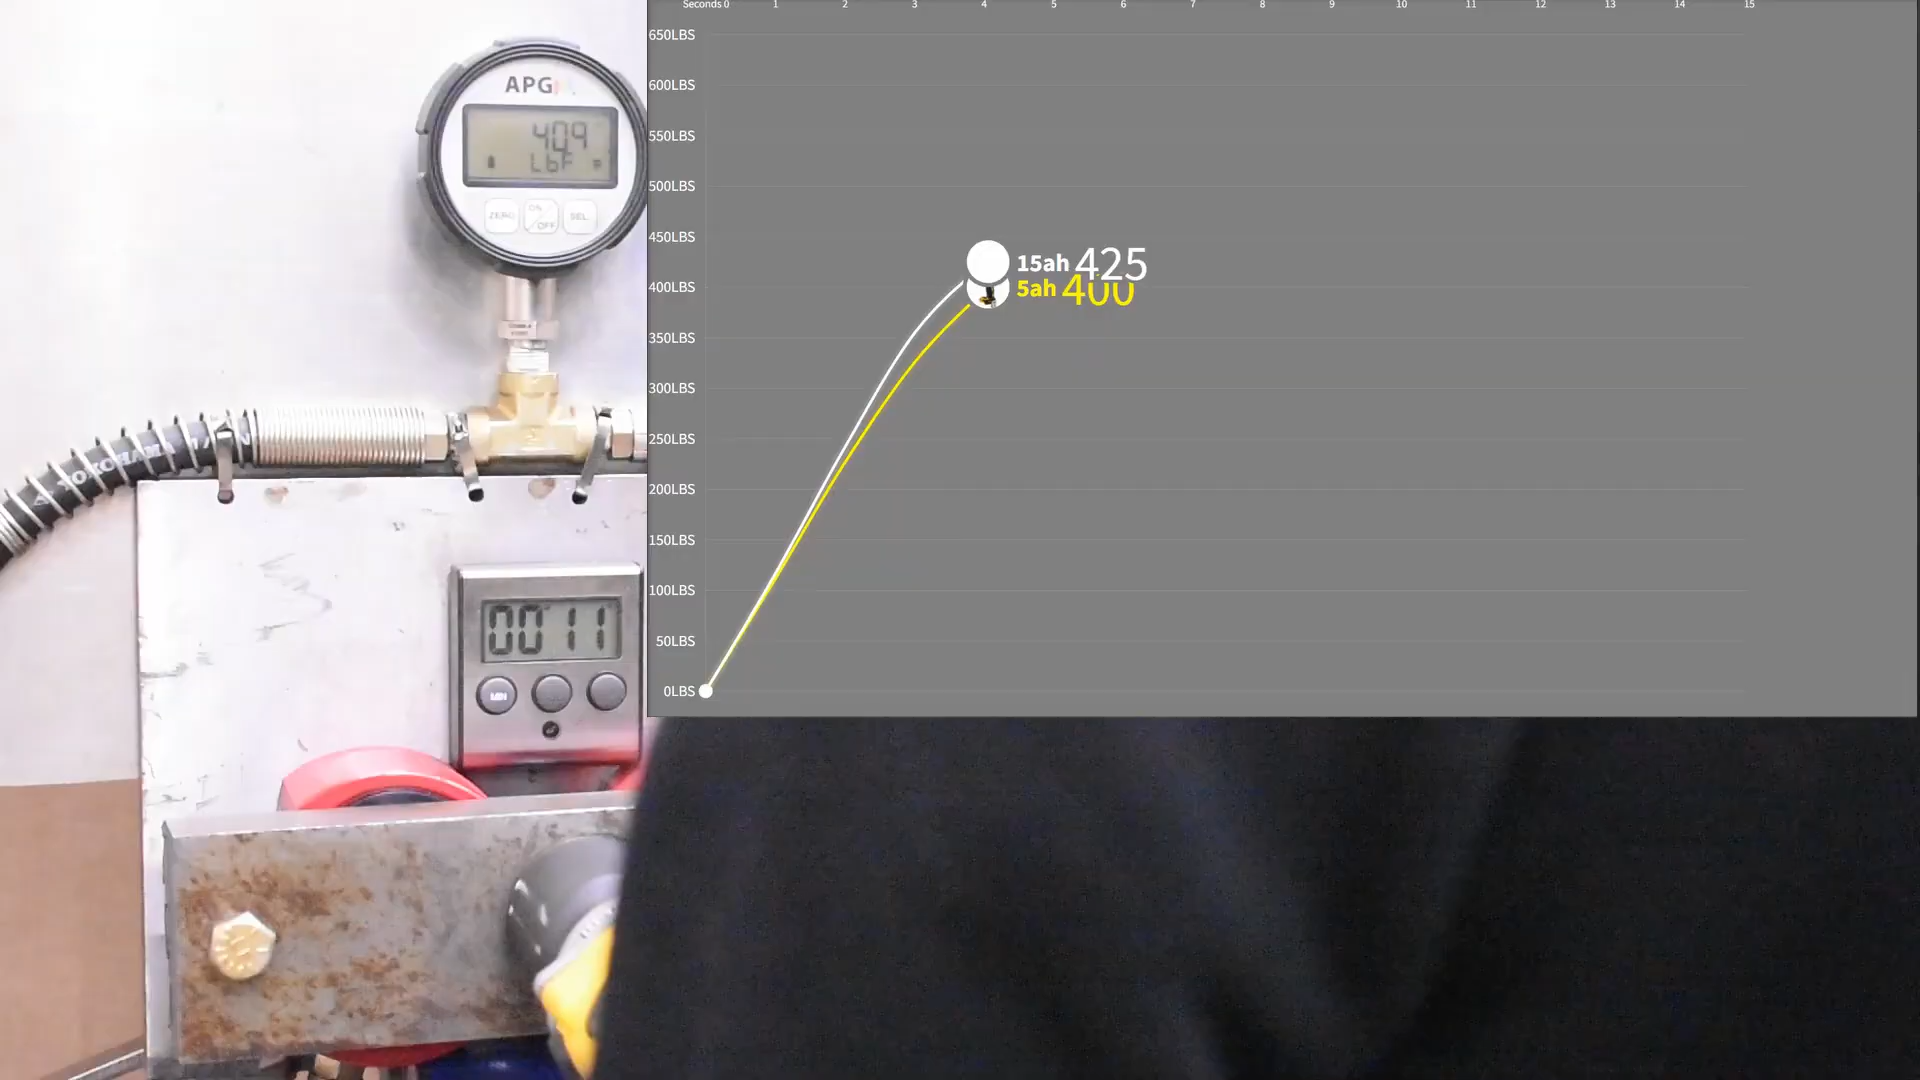 Seconds 0 1 2 3 4 5 6 7 8 9 10 11 12 13 14 15
650LBS
600LBS
550LBS
500LBS
450LBS
400LBS
350LBS
300LBS
250LBS
200LBS
150LBS
100LBS
50LBS
0LBS
15ah 425
5ah 400
APG
409
LbF
ZERO
ON/OFF
SEL
YOKOHAMA
00 11
MIN